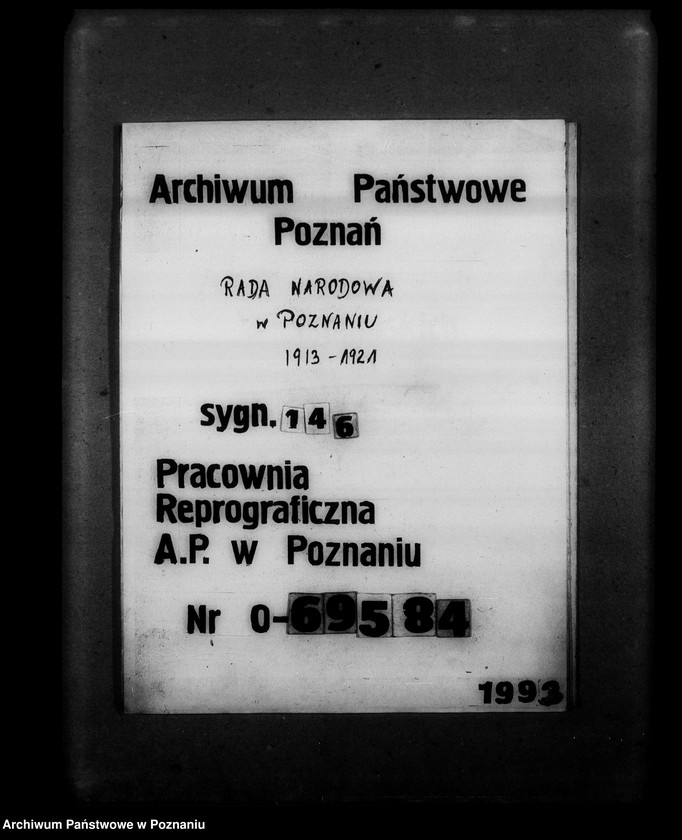 Archiwum Państwowe
Poznań
RADA NARODOWA
w POZNANIU
1913-1921
sygn. 146
Pracownia
Reprograficzna
A.P. w Poznaniu
Nr O-69584
1993
Archiwum Państwowe w Poznaniu